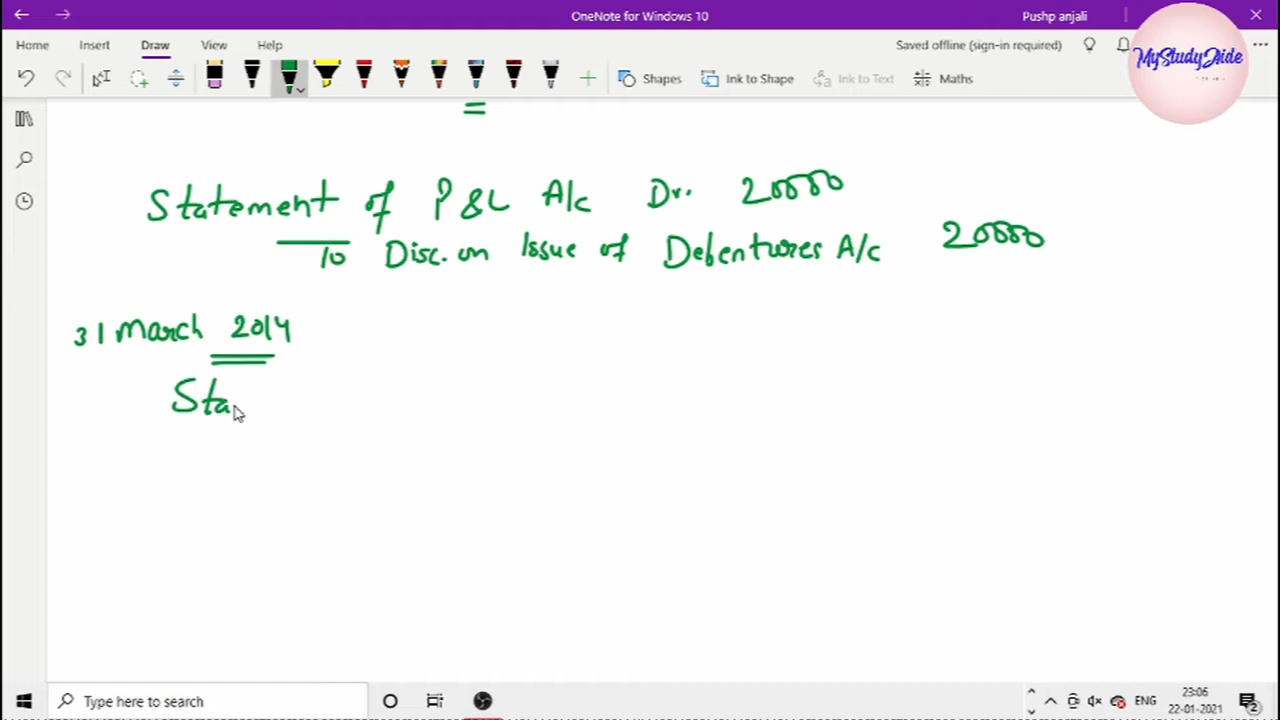 OneNote for Windows 10
Pushp anjali
Home Insert Draw View Help
Saved offline (sign-in required)
MyStudyAide
Shapes Ink to Shape Ink to Text Maths
Statement of P&L A/c Dr. 20000
To Disc. on Issue of Debentures A/c 20000
31 March 2014
Sta
Type here to search
ENG
23:06
22-01-2021
2